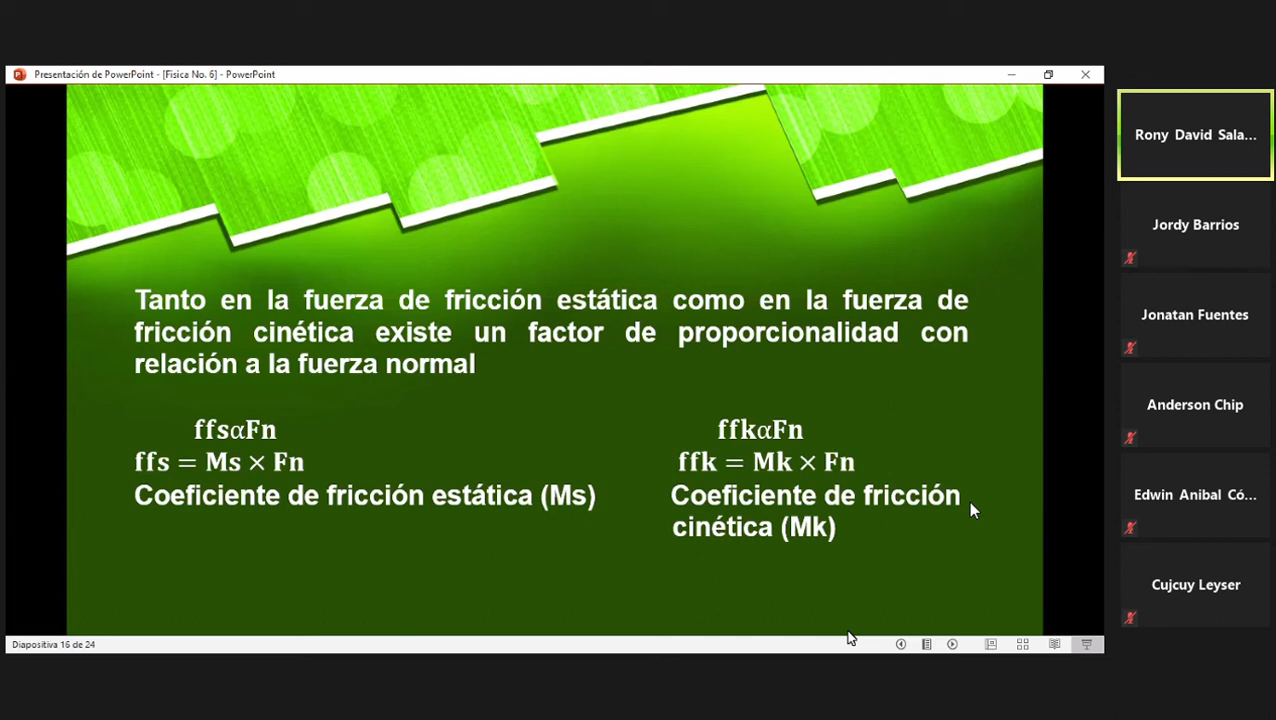 Presentación de PowerPoint - [Fisica No. 6] - PowerPoint
Tanto en la fuerza de fricción estática como en la fuerza de
fricción cinética existe un factor de proporcionalidad con
relación a la fuerza normal
ffsαFn
ffs = Ms × Fn
Coeficiente de fricción estática (Ms)
ffkαFn
ffk = Mk × Fn
Coeficiente de fricción
cinética (Mk)
Diapositiva 16 de 24
Rony David Sala...
Jordy Barrios
Jonatan Fuentes
Anderson Chip
Edwin Anibal Có...
Cujcuy Leyser